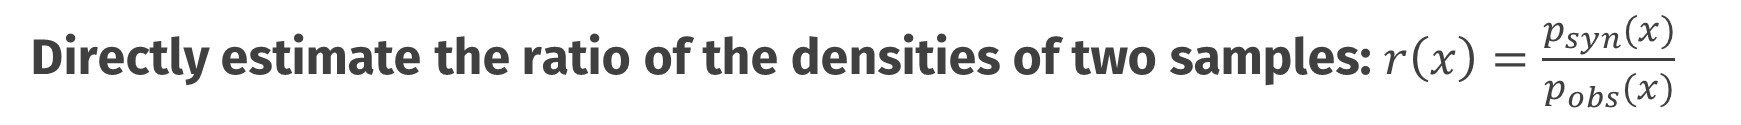 Directly estimate the ratio of the densities of two samples: r(x) = p_syn(x) / p_obs(x)